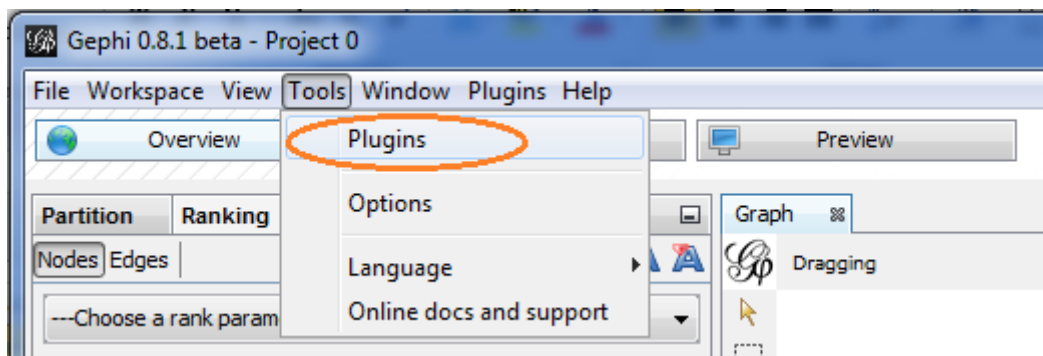 Gephi 0.8.1 beta - Project 0
File Workspace View Tools Window Plugins Help
Overview
Plugins
Preview
Options
Partition Ranking
Graph
Nodes Edges
Language
Dragging
---Choose a rank param
Online docs and support